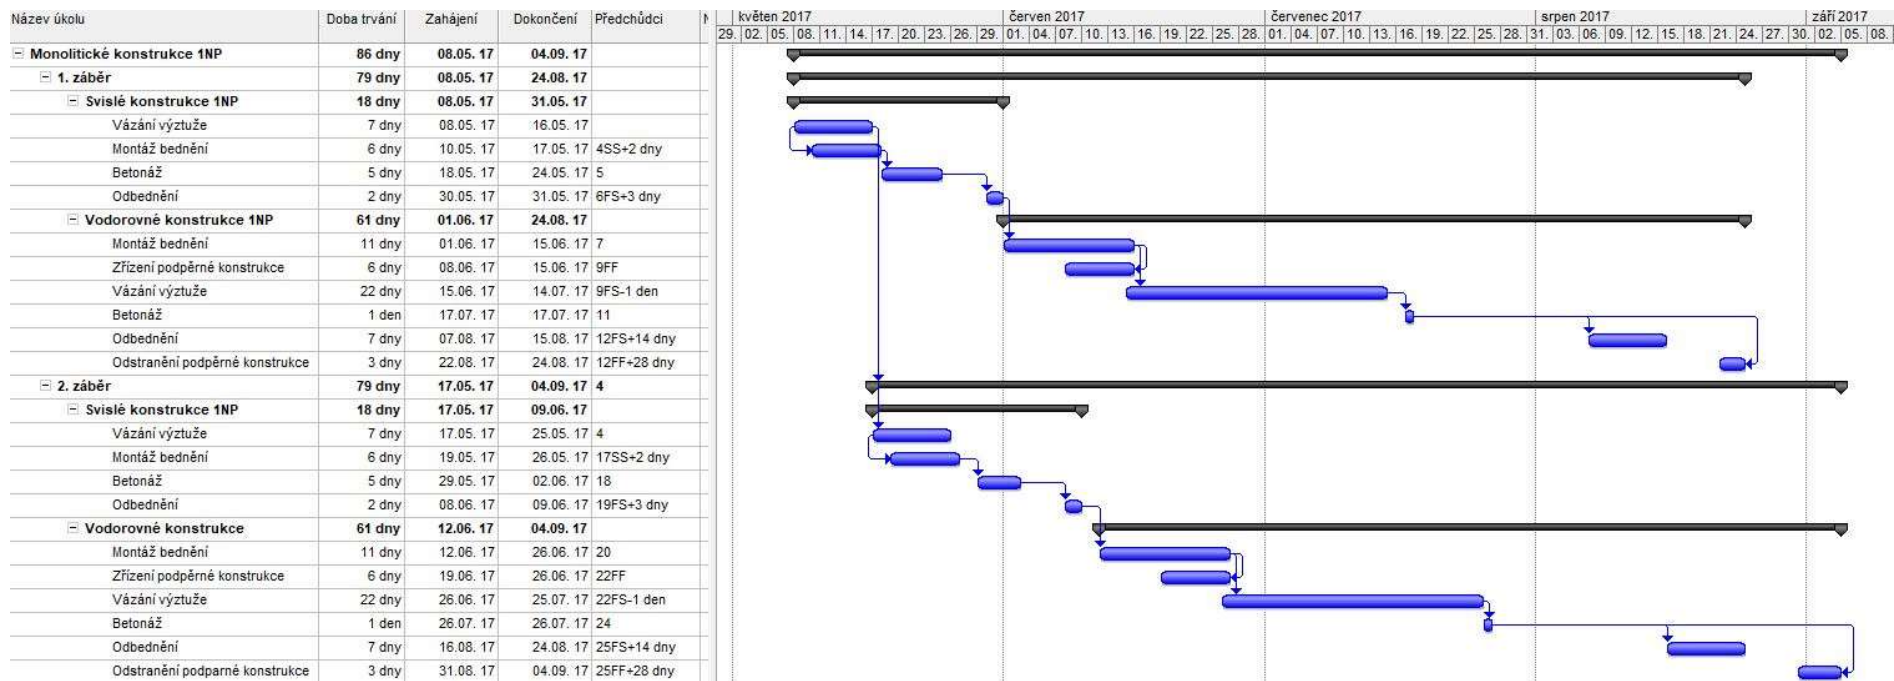 Název úkolu Doba trvání Zahájení Dokončení Předchůdci květen 2017 červen 2017 červenec 2017 srpen 2017 září 2017
29. 02. 05. 08. 11. 14. 17. 20. 23. 26. 29. 01. 04. 07. 10. 13. 16. 19. 22. 25. 28. 01. 04. 07. 10. 13. 16. 19. 22. 25. 28. 31. 03. 06. 09. 12. 15. 18. 21. 24. 27. 30. 02. 05. 08.
Monolitické konstrukce 1NP 86 dny 08.05. 17 04.09. 17
1. záběr 79 dny 08.05. 17 24.08. 17
Svislé konstrukce 1NP 18 dny 08.05. 17 31.05. 17
Vázání výztuže 7 dny 08.05. 17 16.05. 17
Montáž bednění 6 dny 10.05. 17 17.05. 17 4SS+2 dny
Betonáž 5 dny 18.05. 17 24.05. 17 5
Odbednění 2 dny 30.05. 17 31.05. 17 6FS+3 dny
Vodorovné konstrukce 1NP 61 dny 01.06. 17 24.08. 17
Montáž bednění 11 dny 01.06. 17 15.06. 17 7
Zřízení podpěrné konstrukce 6 dny 08.06. 17 15.06. 17 9FF
Vázání výztuže 22 dny 15.06. 17 14.07. 17 9FS-1 den
Betonáž 1 den 17.07. 17 17.07. 17 11
Odbednění 7 dny 07.08. 17 15.08. 17 12FS+14 dny
Odstranění podpěrné konstrukce 3 dny 22.08. 17 24.08. 17 12FF+28 dny
2. záběr 79 dny 17.05. 17 04.09. 17 4
Svislé konstrukce 1NP 18 dny 17.05. 17 09.06. 17
Vázání výztuže 7 dny 17.05. 17 25.05. 17 4
Montáž bednění 6 dny 19.05. 17 26.05. 17 17SS+2 dny
Betonáž 5 dny 29.05. 17 02.06. 17 18
Odbednění 2 dny 08.06. 17 09.06. 17 19FS+3 dny
Vodorovné konstrukce 61 dny 12.06. 17 04.09. 17
Montáž bednění 11 dny 12.06. 17 26.06. 17 20
Zřízení podpěrné konstrukce 6 dny 19.06. 17 26.06. 17 22FF
Vázání výztuže 22 dny 26.06. 17 25.07. 17 22FS-1 den
Betonáž 1 den 26.07. 17 26.07. 17 24
Odbednění 7 dny 16.08. 17 24.08. 17 25FS+14 dny
Odstranění podparné konstrukce 3 dny 31.08. 17 04.09. 17 25FF+28 dny